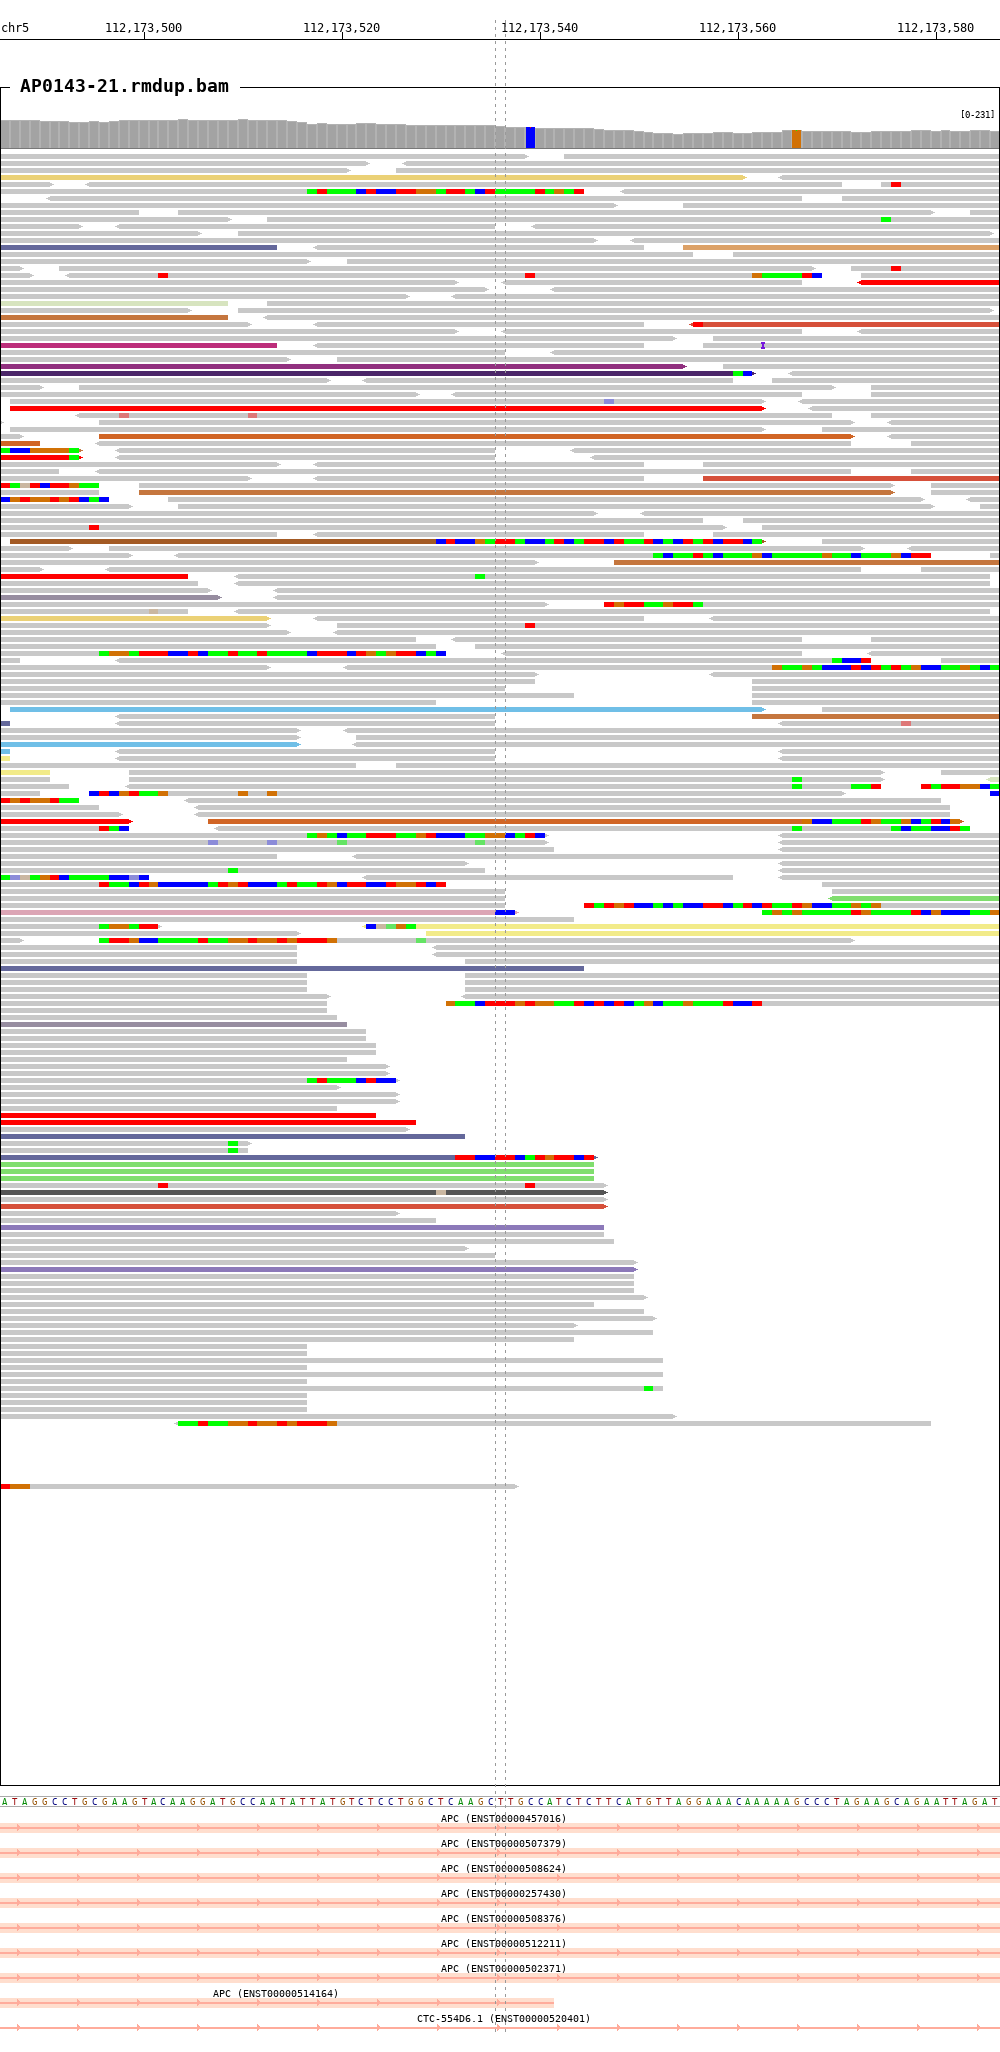 chr5 112,173,500 112,173,520 112,173,540 112,173,560 112,173,580
AP0143-21.rmdup.bam
[0-231]
ATAGGCCTGCGAAGTACAAGGATGCCAATATTATGTCTCCTGGCTCAAGCTTGCCATCTCTTCATGTTAGGAAACAAAAAGCCCTAGAAGCAGAATTAGAT
APC (ENST00000457016)
APC (ENST00000507379)
APC (ENST00000508624)
APC (ENST00000257430)
APC (ENST00000508376)
APC (ENST00000512211)
APC (ENST00000502371)
APC (ENST00000514164)
CTC-554D6.1 (ENST00000520401)